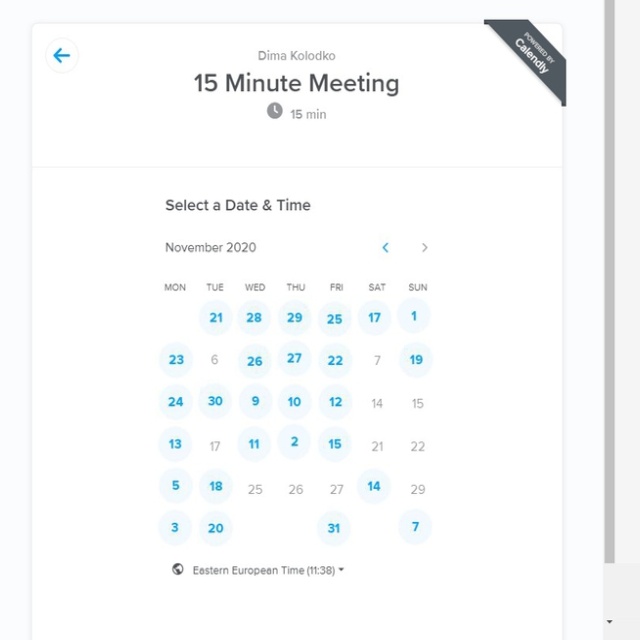 Dima Kolodko
15 Minute Meeting
15 min
POWERED BY
Calendly
Select a Date & Time
November 2020
MON TUE WED THU FRI SAT SUN
21 28 29 25 17 1
23 6 26 27 22 7 19
24 30 9 10 12 14 15
13 17 11 2 15 21 22
5 18 25 26 27 14 29
3 20 31 7
Eastern European Time (11:38)